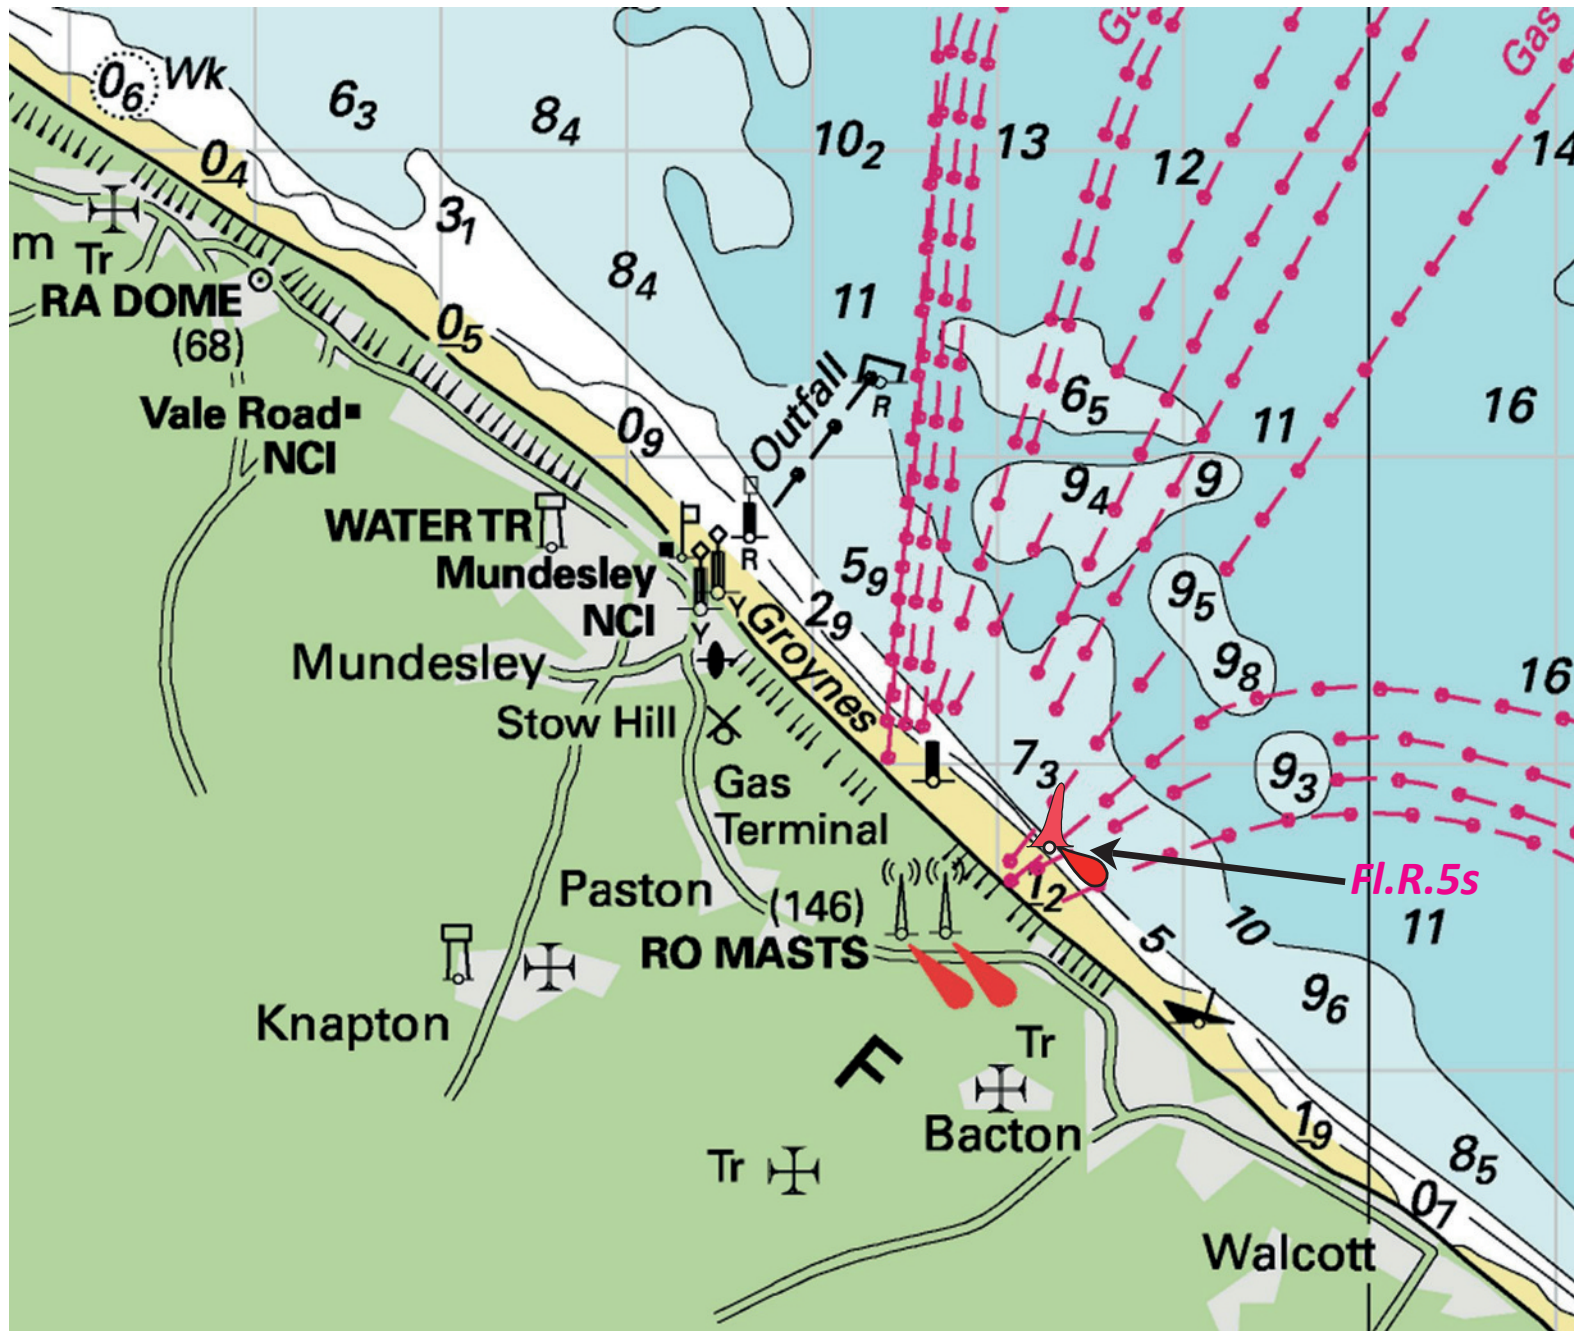 Ga
Gas
0₆ Wk
6₃
8₄
10₂
13
12
14
0₄
3₁
m Tr
8₄
RA DOME
(68)
11
0₅
Vale Road
NCI
0₉
Outfall
R
6₅
11
16
9₄
9
WATER TR
R
Mundesley
NCI
5₉
2₉
9₅
Y
Y
Groynes
Mundesley
9₈
16
Stow Hill
7₃
9₃
Gas
Terminal
Fl.R.5s
Paston
(146)
1₂
RO MASTS
5
10
11
9₆
Knapton
F
Tr
Bacton
Tr
1₉
8₅
0₇
Walcott